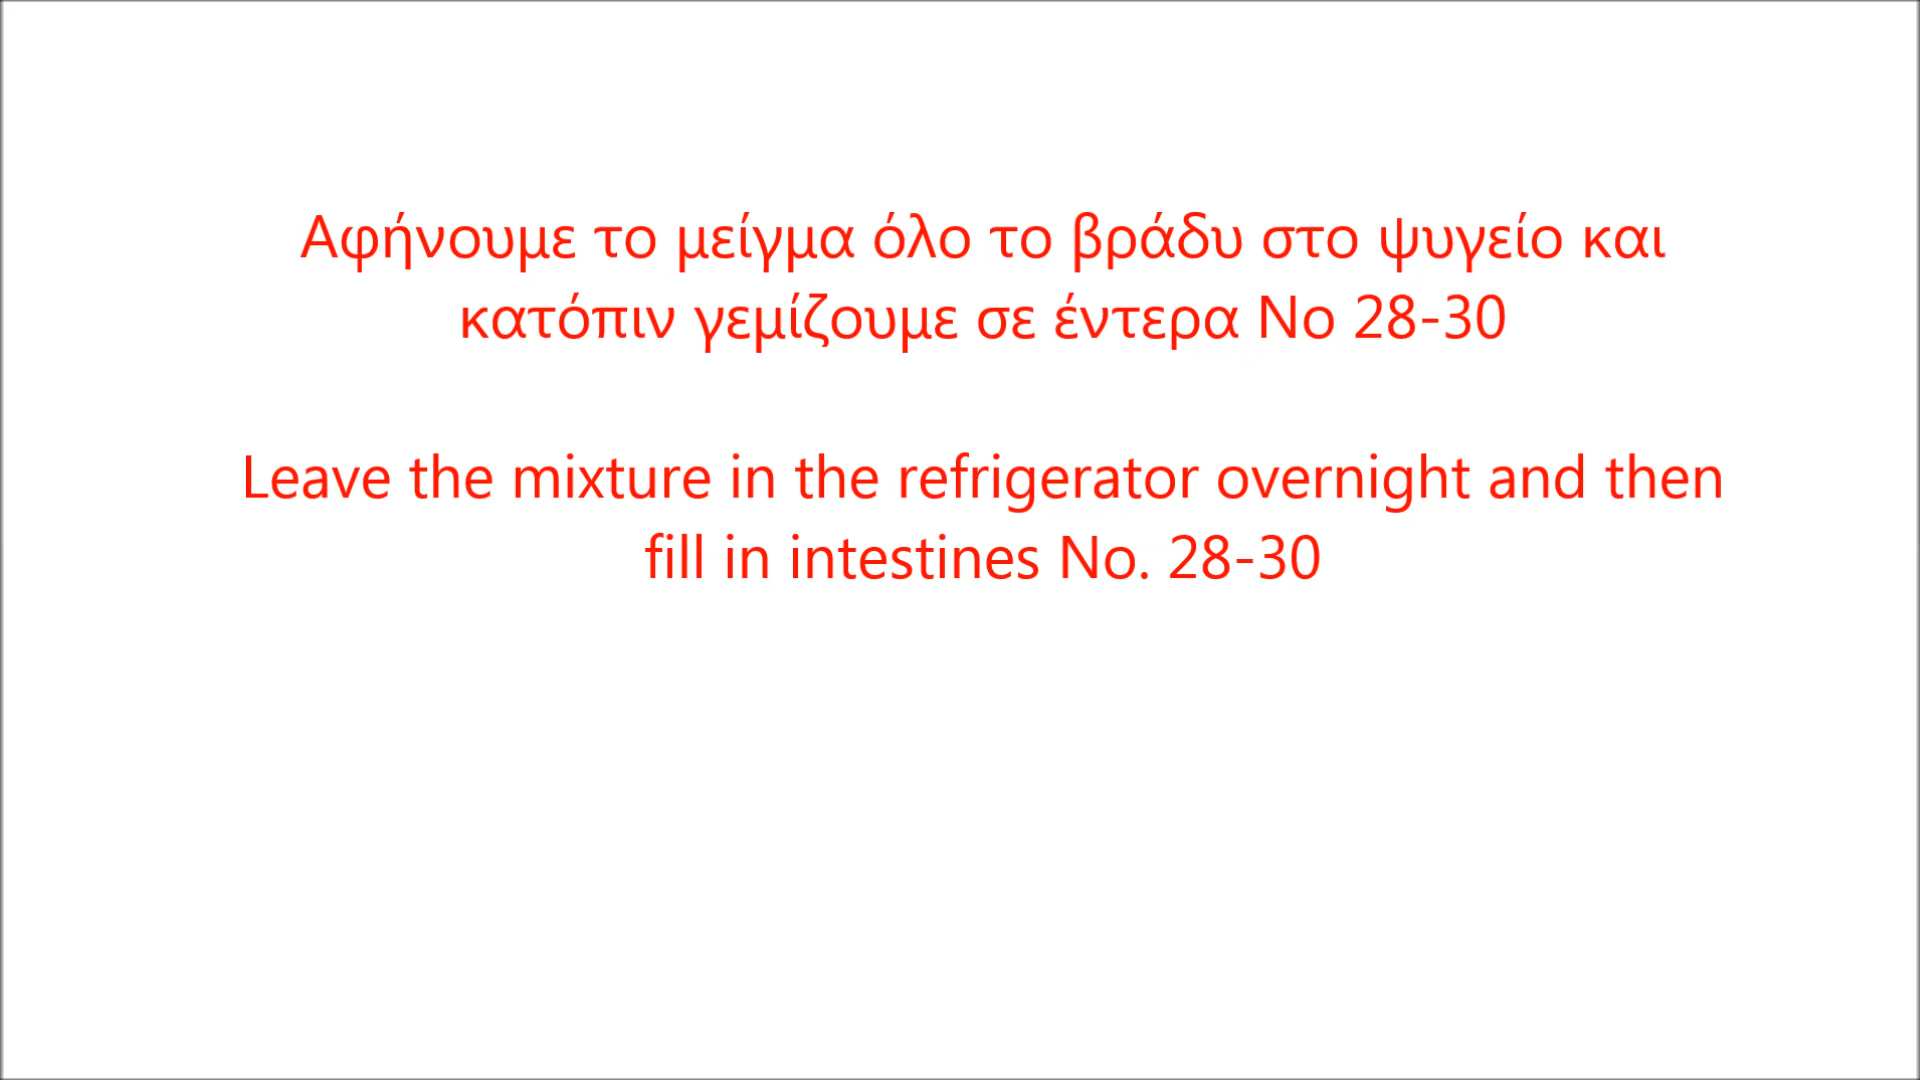 Αφήνουμε το μείγμα όλο το βράδυ στο ψυγείο και
κατόπιν γεμίζουμε σε έντερα Νο 28-30
Leave the mixture in the refrigerator overnight and then
fill in intestines No. 28-30